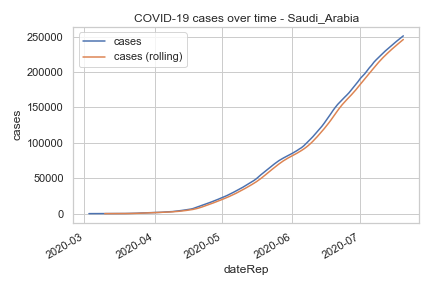 COVID-19 cases over time - Saudi_Arabia
cases
cases (rolling)
cases
250000
200000
150000
100000
50000
0
2020-03
2020-04
2020-05
2020-06
2020-07
dateRep